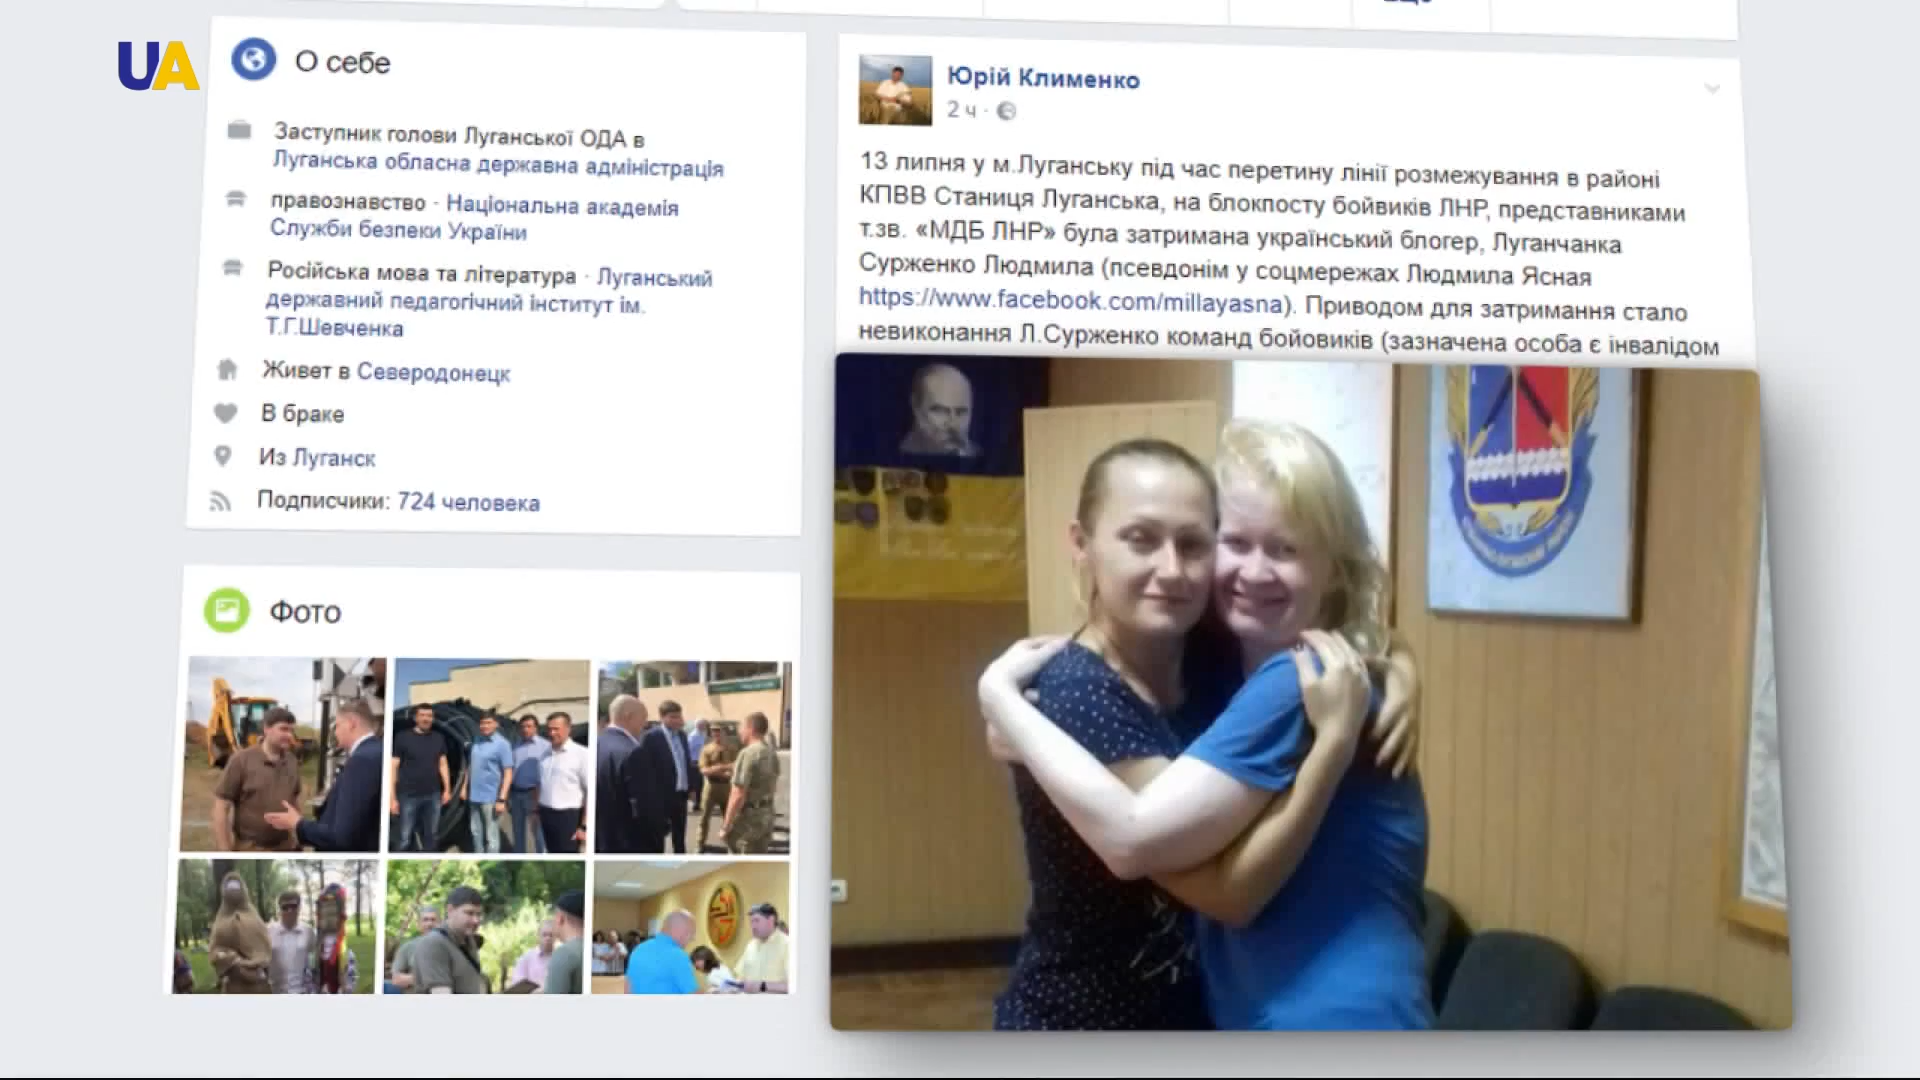 UA
О себе
Заступник голови Луганської ОДА в
Луганська обласна державна адміністрація
правознавство · Національна академія
Служби безпеки України
Російська мова та література · Луганський
державний педагогічний інститут ім.
Т.Г.Шевченка
Живет в Северодонецк
В браке
Из Луганск
Подписчики: 724 человека
Фото
Юрій Клименко
2 ч ·
13 липня у м.Луганську під час перетину лінії розмежування в районі
КПВВ Станиця Луганська, на блокпосту бойвиків ЛНР, представниками
т.зв. «МДБ ЛНР» була затримана український блогер, Луганчанка
Сурженко Людмила (псевдонім у соцмережах Людмила Ясная
https://www.facebook.com/millayasna). Приводом для затримання стало
невиконання Л.Сурженко команд бойовиків (зазначена особа є інвалідом